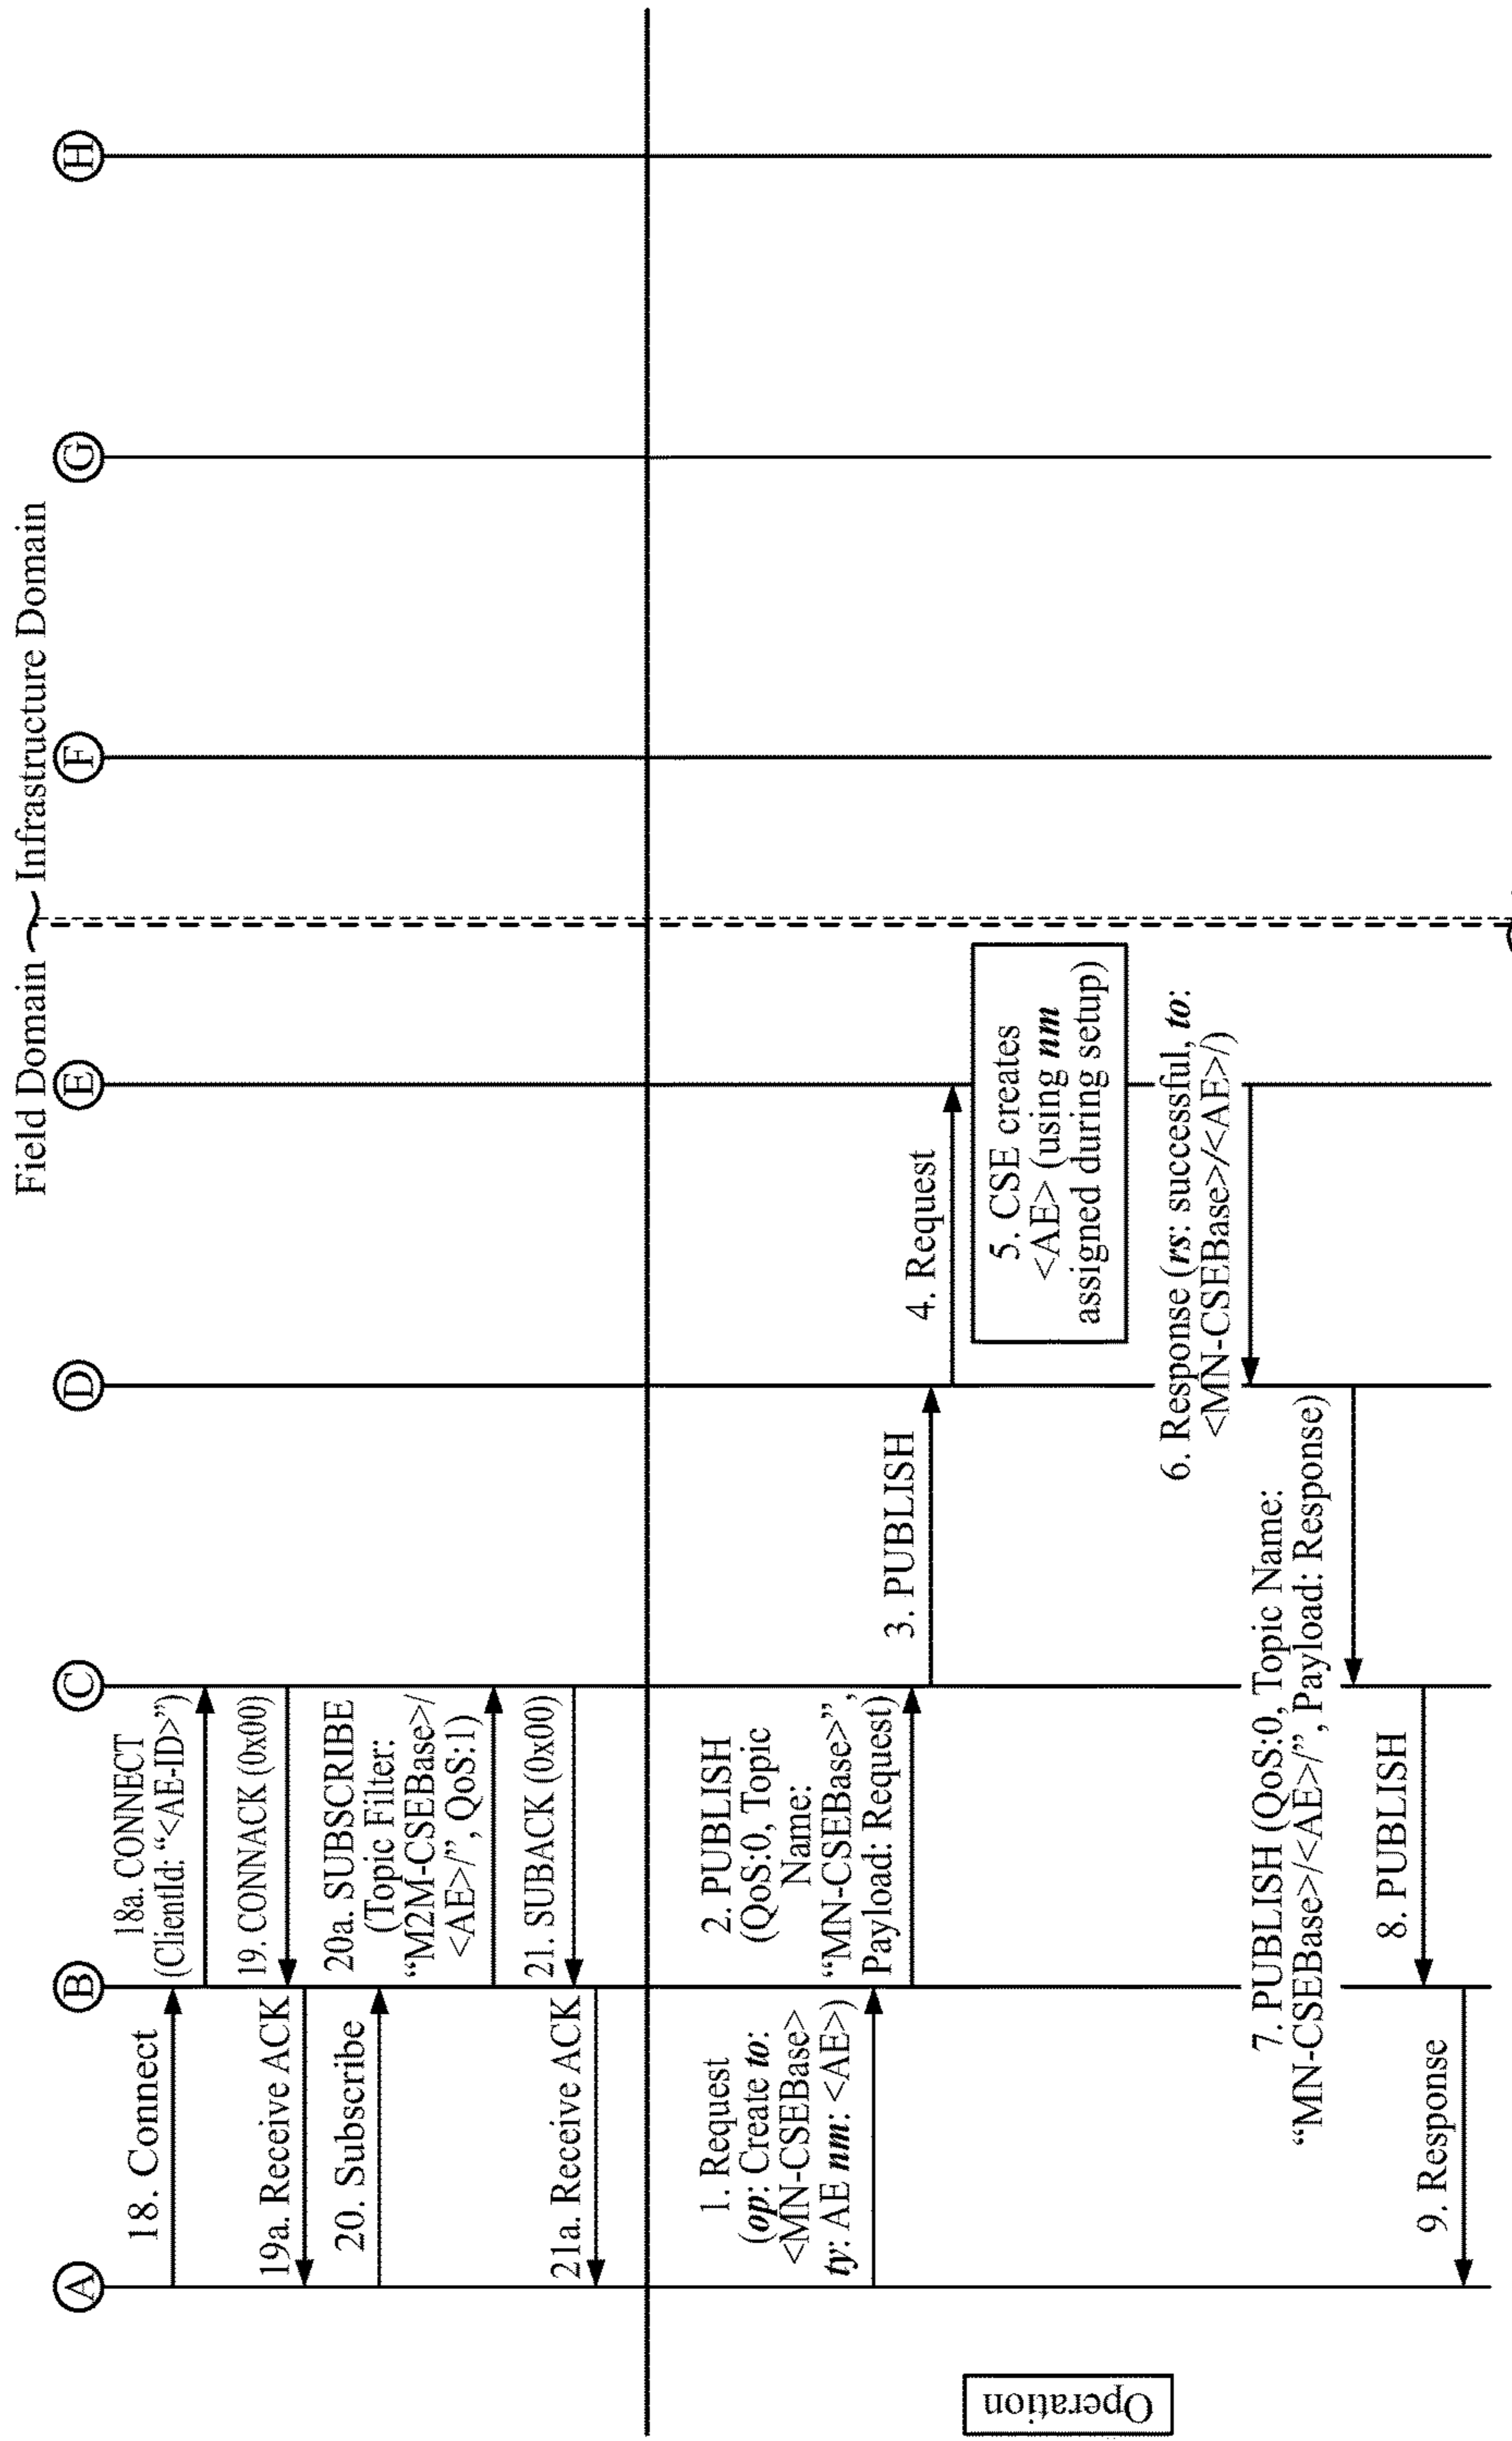 Field Domain
Infrastructure Domain
A
B
C
D
E
F
G
H
18. Connect
18a. CONNECT
(ClientId: “<AE-ID>”)
19. CONNACK (0x00)
19a. Receive ACK
20. Subscribe
20a. SUBSCRIBE
(Topic Filter:
“M2M-CSEBase>/
<AE>/”, QoS:1)
21. SUBACK (0x00)
21a. Receive ACK
Operation
1. Request
(op: Create to:
<MN-CSEBase>
ty: AE nm: <AE>)
2. PUBLISH
(QoS:0, Topic
Name:
“MN-CSEBase>”,
Payload: Request)
3. PUBLISH
4. Request
5. CSE creates
<AE> (using nm
assigned during setup)
6. Response (rs: successful, to:
<MN-CSEBase>/<AE>/)
7. PUBLISH (QoS:0, Topic Name:
“MN-CSEBase>/<AE>/”, Payload: Response)
8. PUBLISH
9. Response